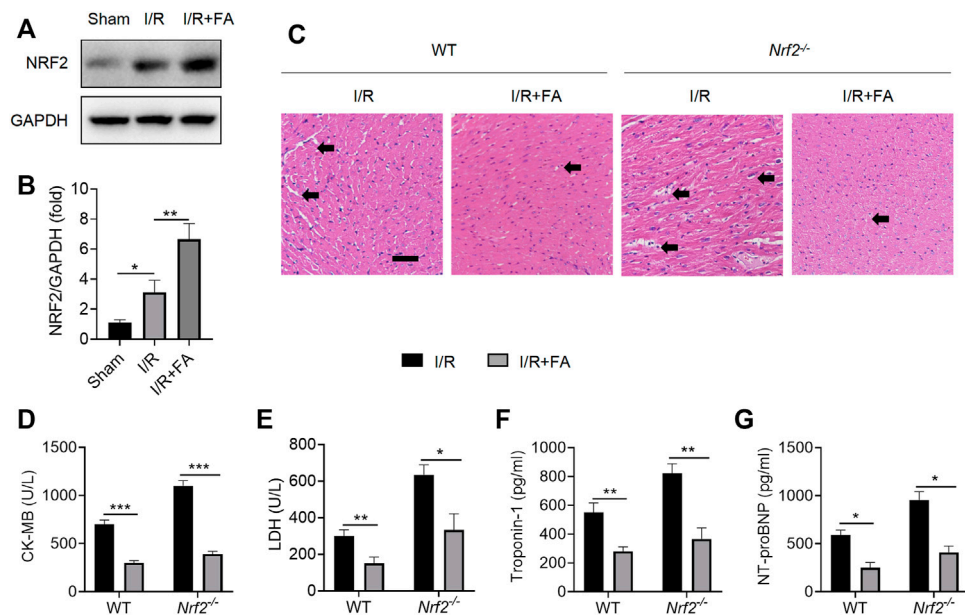 A
Sham I/R I/R+FA
NRF2
GAPDH
B
NRF2/GAPDH (fold)
10
8
6
4
2
0
*
**
Sham
I/R
I/R+FA
C
WT
Nrf2-/-
I/R
I/R+FA
I/R
I/R+FA
I/R
I/R+FA
D
CK-MB (U/L)
1500
1000
500
0
***
***
WT
Nrf2-/-
E
LDH (U/L)
800
600
400
200
0
**
*
WT
Nrf2-/-
F
Troponin-1 (pg/ml)
1000
800
600
400
200
0
**
**
WT
Nrf2-/-
G
NT-proBNP (pg/ml)
1500
1000
500
0
*
*
WT
Nrf2-/-